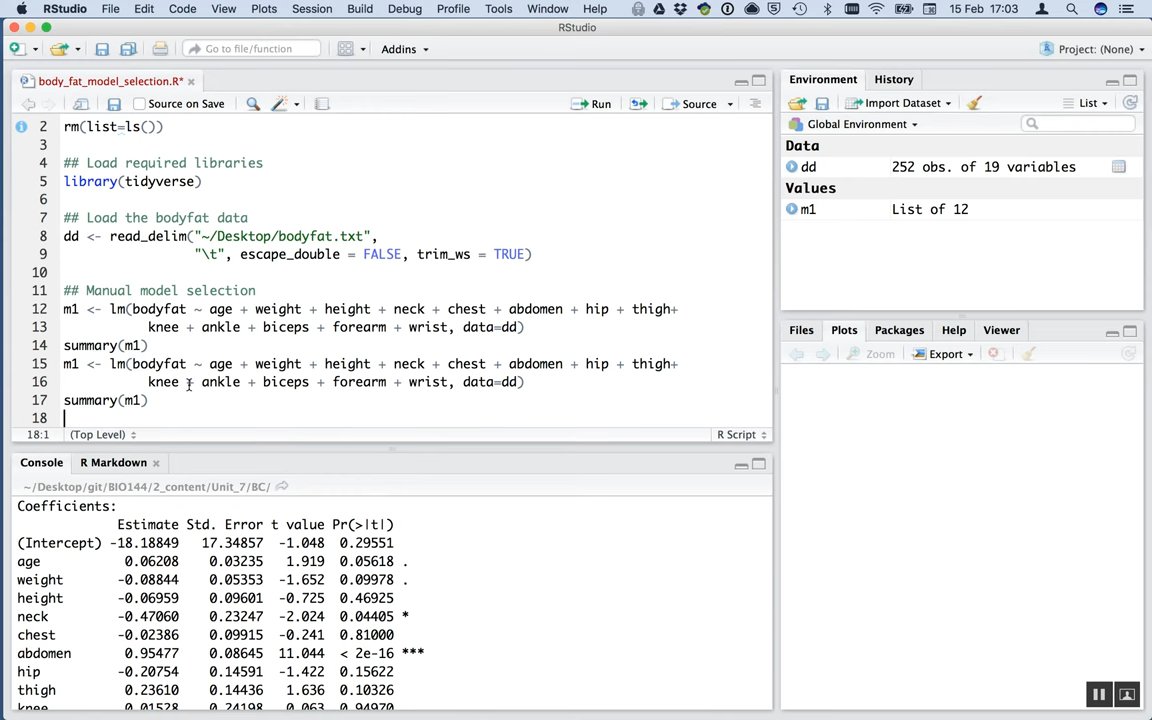 RStudio File Edit Code View Plots Session Build Debug Profile Tools Window Help 15 Feb 17:03
RStudio
Go to file/function Addins Project: (None)
body_fat_model_selection.R*
Source on Save Run Source
2 rm(list=ls())
3
4 ## Load required libraries
5 library(tidyverse)
6
7 ## Load the bodyfat data
8 dd <- read_delim("~/Desktop/bodyfat.txt",
9 "\t", escape_double = FALSE, trim_ws = TRUE)
10
11 ## Manual model selection
12 m1 <- lm(bodyfat ~ age + weight + height + neck + chest + abdomen + hip + thigh+
13 knee + ankle + biceps + forearm + wrist, data=dd)
14 summary(m1)
15 m1 <- lm(bodyfat ~ age + weight + height + neck + chest + abdomen + hip + thigh+
16 knee + ankle + biceps + forearm + wrist, data=dd)
17 summary(m1)
18
18:1 (Top Level) R Script
Console R Markdown
~/Desktop/git/BIO144/2_content/Unit_7/BC/
Coefficients:
Estimate Std. Error t value Pr(>|t|)
(Intercept) -18.18849 17.34857 -1.048 0.29551
age 0.06208 0.03235 1.919 0.05618 .
weight -0.08844 0.05353 -1.652 0.09978 .
height -0.06959 0.09601 -0.725 0.46925
neck -0.47060 0.23247 -2.024 0.04405 *
chest -0.02386 0.09915 -0.241 0.81000
abdomen 0.95477 0.08645 11.044 < 2e-16 ***
hip -0.20754 0.14591 -1.422 0.15622
thigh 0.23610 0.14436 1.636 0.10326
knee 0.01528 0.24198 0.063 0.94970
Environment History
Import Dataset List
Global Environment
Data
dd 252 obs. of 19 variables
Values
m1 List of 12
Files Plots Packages Help Viewer
Zoom Export